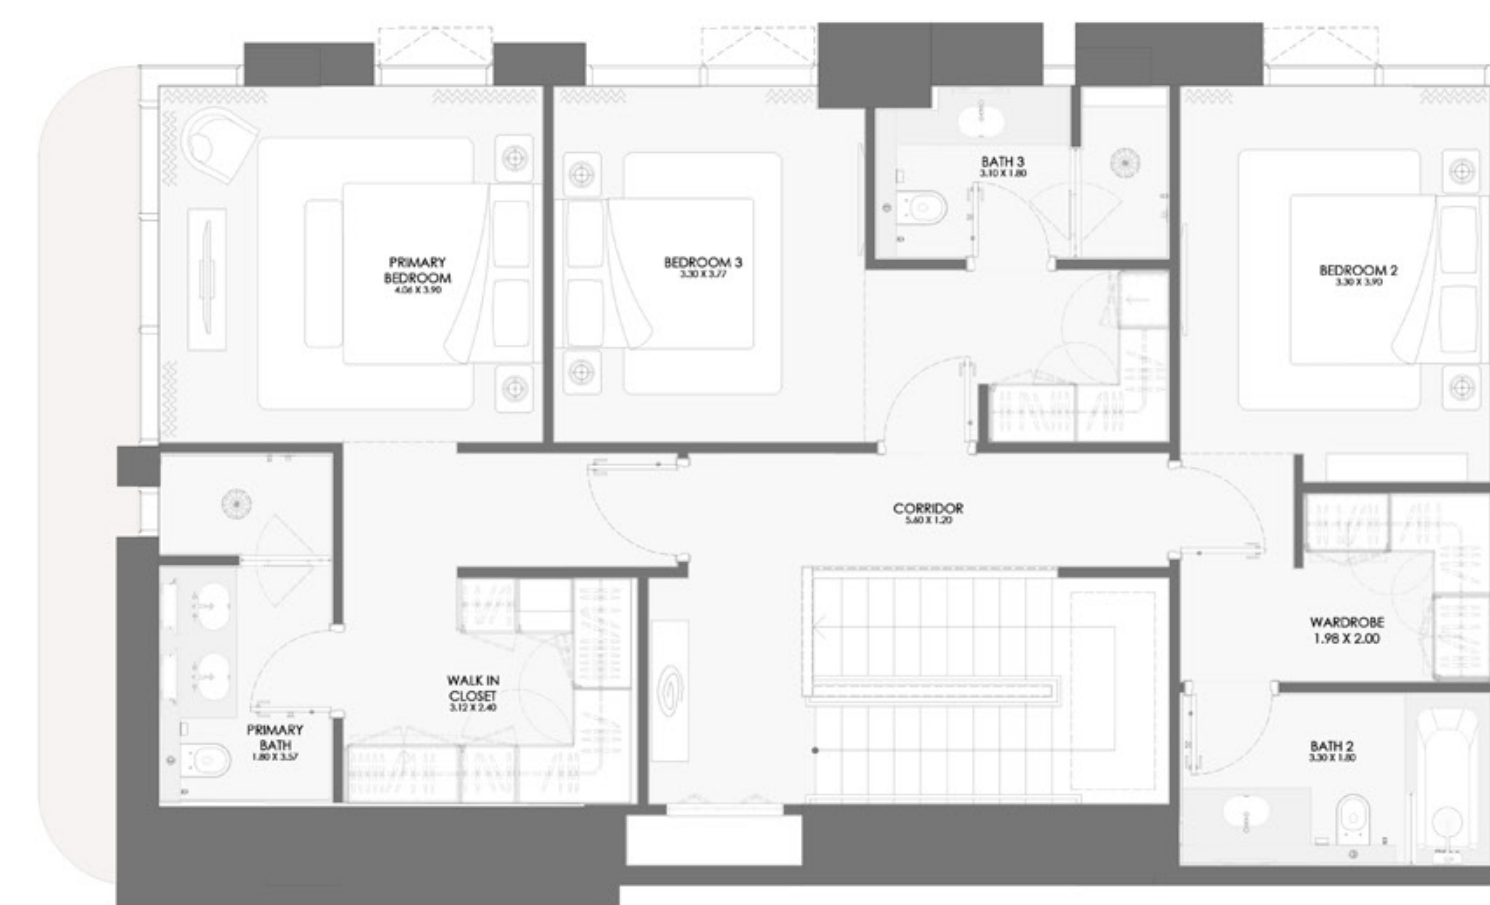 BATH 3
3.10 X 1.80
PRIMARY
BEDROOM
4.06 X 3.90
BEDROOM 3
3.30 X 3.77
BEDROOM 2
3.30 X 3.90
CORRIDOR
5.60 X 1.20
WARDROBE
1.98 X 2.00
WALK IN
CLOSET
3.12 X 2.40
PRIMARY
BATH
1.80 X 3.57
BATH 2
3.30 X 1.80